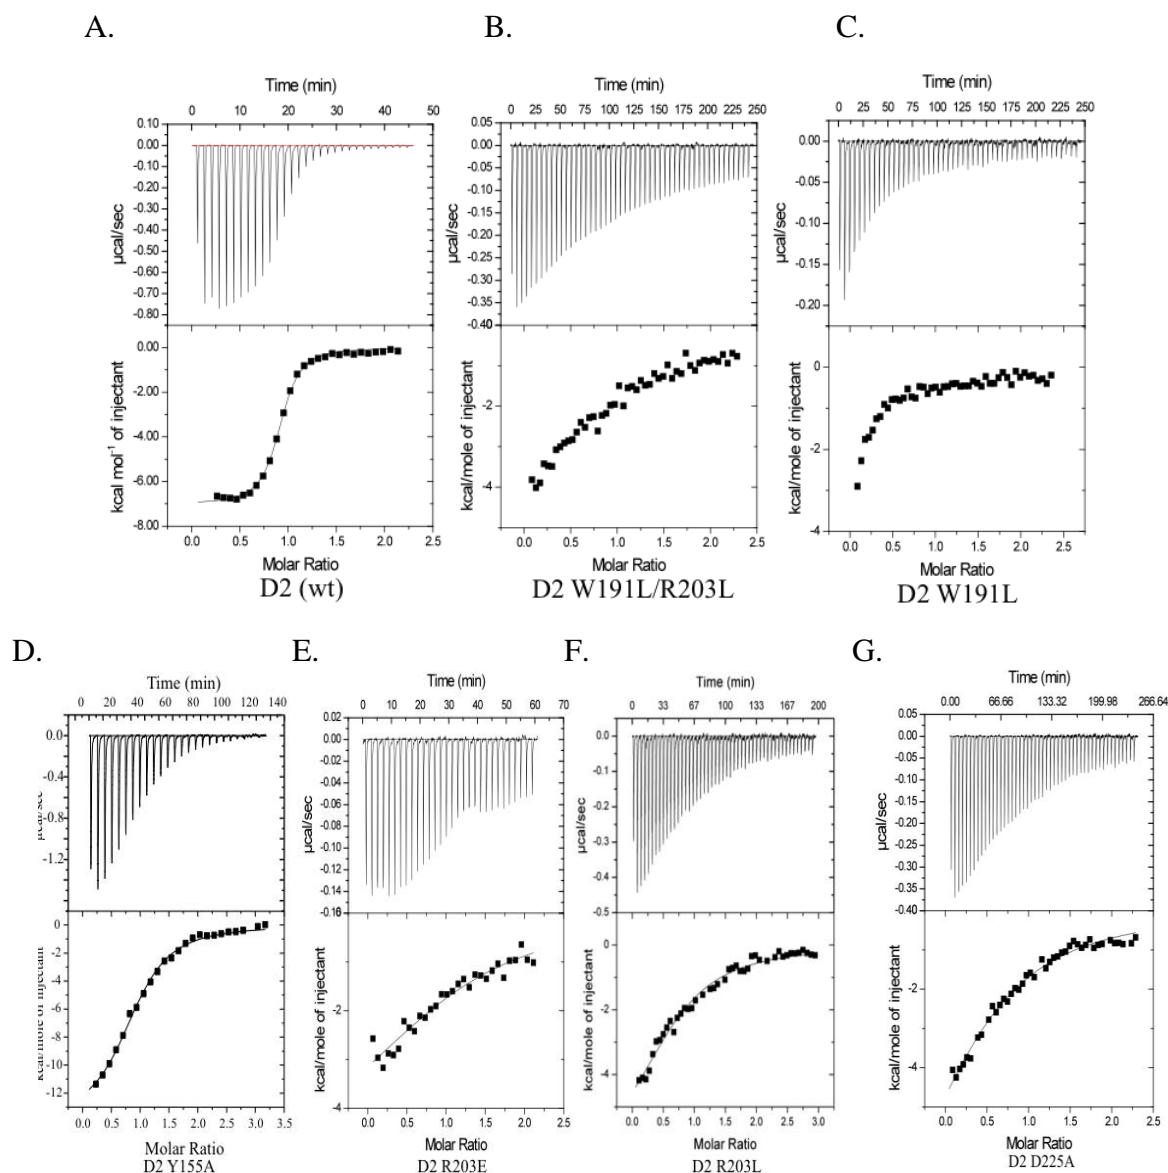 A.
B.
C.
Time (min)
0 10 20 30 40 50
0.10
0.00
-0.10
-0.20
-0.30
-0.40
-0.50
-0.60
-0.70
-0.80
µcal/sec
0.00
-2.00
-4.00
-6.00
-8.00
kcal mol⁻¹ of injectant
0.0 0.5 1.0 1.5 2.0 2.5
Molar Ratio
D2 (wt)
Time (min)
0 25 50 75 100 125 150 175 200 230 250
0.05
0.00
-0.05
-0.10
-0.15
-0.20
-0.25
-0.30
-0.35
-0.40
µcal/sec
-2
-4
kcal/mole of injectant
0.0 0.5 1.0 1.5 2.0 2.5
Molar Ratio
D2 W191L/R203L
Time (min)
0 25 50 75 100 125 150 175 200 225 250
0.00
-0.05
-0.10
-0.15
-0.20
µcal/sec
0
-2
-4
kcal/mole of injectant
0.0 0.5 1.0 1.5 2.0 2.5
Molar Ratio
D2 W191L
D.
E.
F.
G.
Time (min)
0 20 40 60 80 100 120 140
0.0
-0.4
-0.8
-1.2
µcal/sec
0
-2
-4
-6
-8
-10
-12
kcal/mole of injectant
0.0 0.5 1.0 1.5 2.0 2.5 3.0 3.5
Molar Ratio
D2 Y155A
Time (min)
0 10 20 30 40 50 60 70
0.02
0.00
-0.02
-0.04
-0.06
-0.08
-0.10
-0.12
-0.14
-0.16
µcal/sec
-2
-4
kcal/mole of injectant
0.0 0.5 1.0 1.5 2.0 2.5
Molar Ratio
D2 R203E
Time (min)
0 33 67 100 133 167 200
0.0
-0.1
-0.2
-0.3
-0.4
-0.5
µcal/sec
0
-2
-4
kcal/mole of injectant
0.0 0.5 1.0 1.5 2.0 2.5 3.0
Molar Ratio
D2 R203L
Time (min)
0.00 66.66 133.32 199.98 266.64
0.05
0.00
-0.05
-0.10
-0.15
-0.20
-0.25
-0.30
-0.35
-0.40
µcal/sec
-2
-4
kcal/mole of injectant
0.0 0.5 1.0 1.5 2.0 2.5
Molar Ratio
D2 D225A